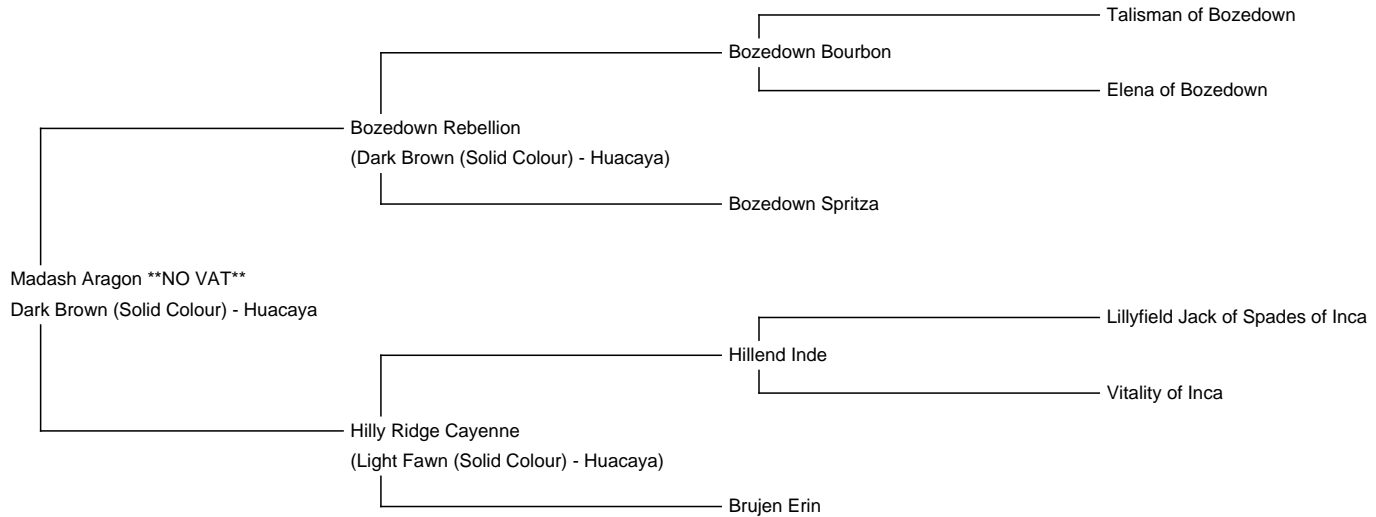 Talisman of Bozedown
Bozedown Bourbon
Elena of Bozedown
Bozedown Rebellion
(Dark Brown (Solid Colour) - Huacaya)
Bozedown Spritza
Madash Aragon **NO VAT**
Dark Brown (Solid Colour) - Huacaya
Lillyfield Jack of Spades of Inca
Hillend Inde
Vitality of Inca
Hilly Ridge Cayenne
(Light Fawn (Solid Colour) - Huacaya)
Brujen Erin